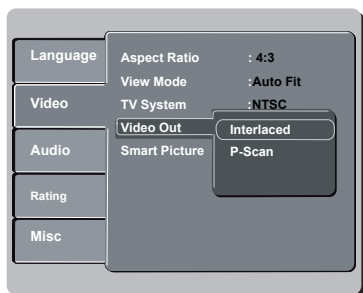 Language
Video
Audio
Rating
Misc
Aspect Ratio : 4:3
View Mode :Auto Fit
TV System :NTSC
Video Out
Smart Picture
Interlaced
P-Scan